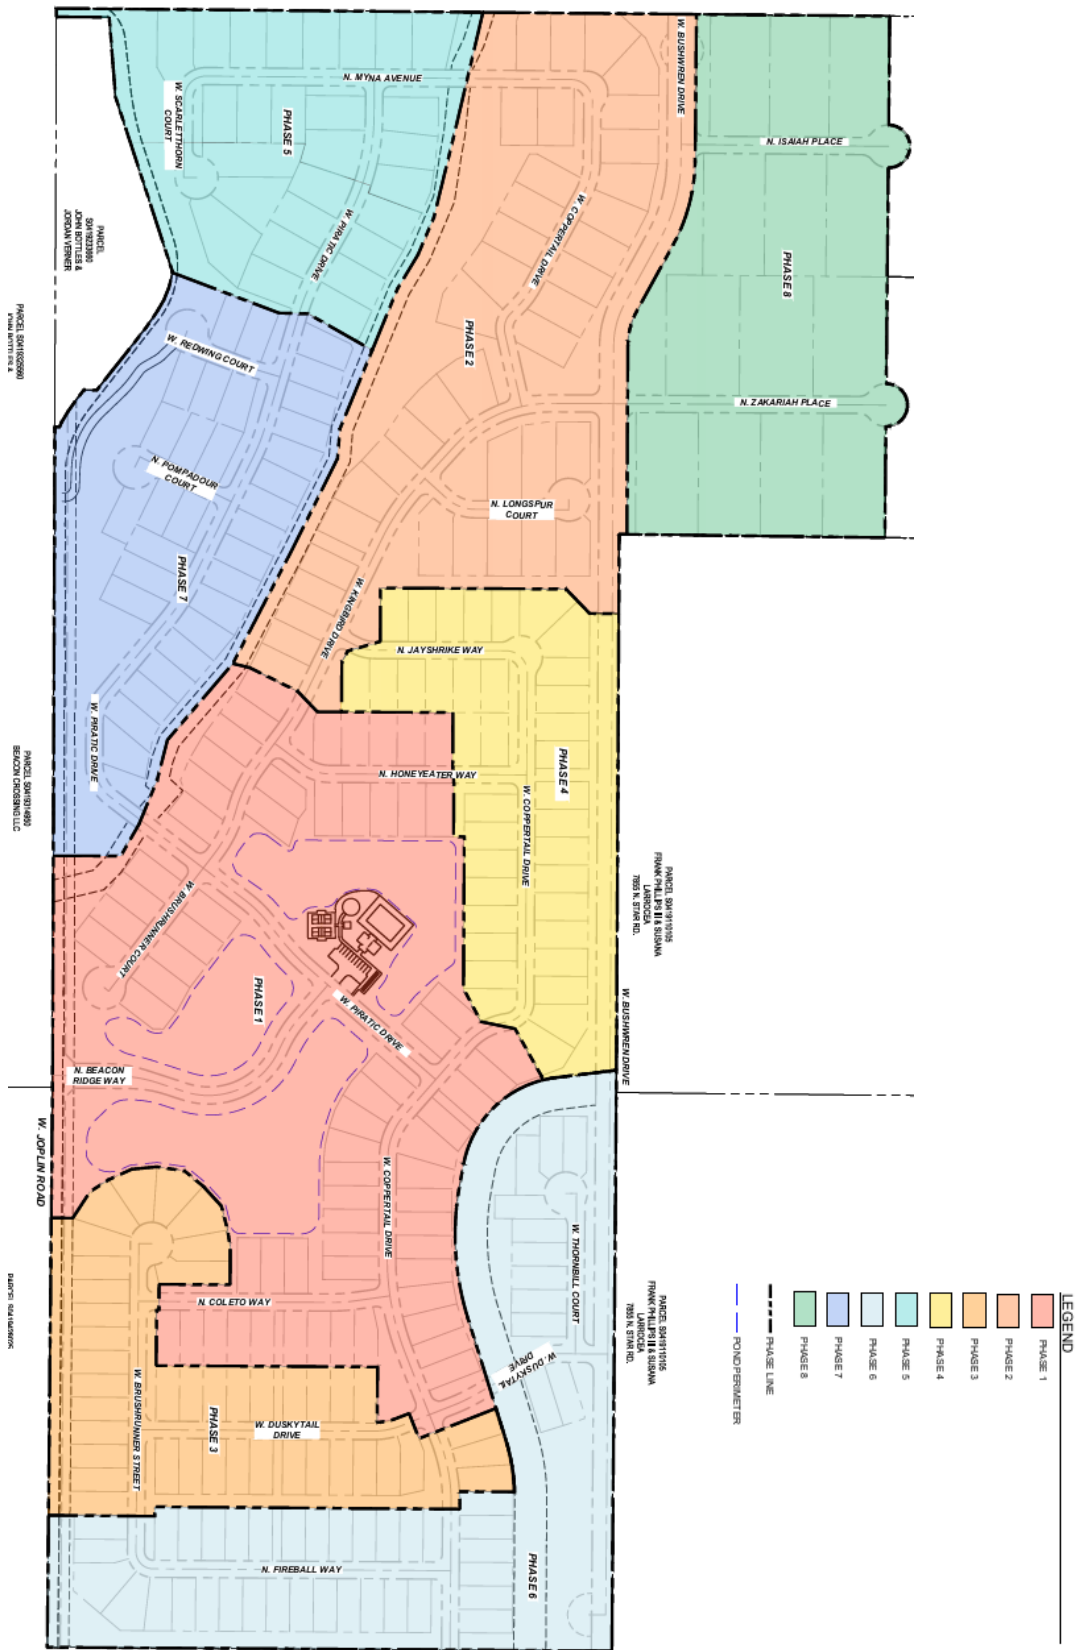 N. MYNA AVENUE
W. BUSHWREN DRIVE
W. SCARLETTHORN
COURT
PHASE 5
N. ISAIAH PLACE
W. PIRATIC DRIVE
W. COPPERTAIL DRIVE
PHASE 8
PARCEL
JOHN BOTTLES &
JORDAN VERNER
W. REDWING COURT
PHASE 2
N. ZAKARIAH PLACE
N. POMPADOUR
COURT
N. LONGSPUR
COURT
PHASE 7
W. KINGBIRD DRIVE
N. JAYSHRIKE WAY
W. PIRATIC DRIVE
N. HONEYEATER WAY
PHASE 4
W. COPPERTAIL DRIVE
BEACON CROSSING LLC
PARCEL S0419110105
FRANK PHILLIPS III & SUSANA
LARROCEA
7855 N. STAR RD.
W. BRUSHRUNNER COURT
PHASE 1
W. PIRATIC DRIVE
W. BUSHWREN DRIVE
N. BEACON
RIDGE WAY
W. JOPLIN ROAD
W. COPPERTAIL DRIVE
W. THORNBILL COURT
N. COLETO WAY
W. DUSKYTAIL
DRIVE
PARCEL S0419110105
FRANK PHILLIPS III & SUSANA
LARROCEA
7855 N. STAR RD.
W. BRUSHRUNNER STREET
PHASE 3
W. DUSKYTAIL
DRIVE
N. FIREBALL WAY
PHASE 6
LEGEND
PHASE 1
PHASE 2
PHASE 3
PHASE 4
PHASE 5
PHASE 6
PHASE 7
PHASE 8
PHASE LINE
POND PERIMETER